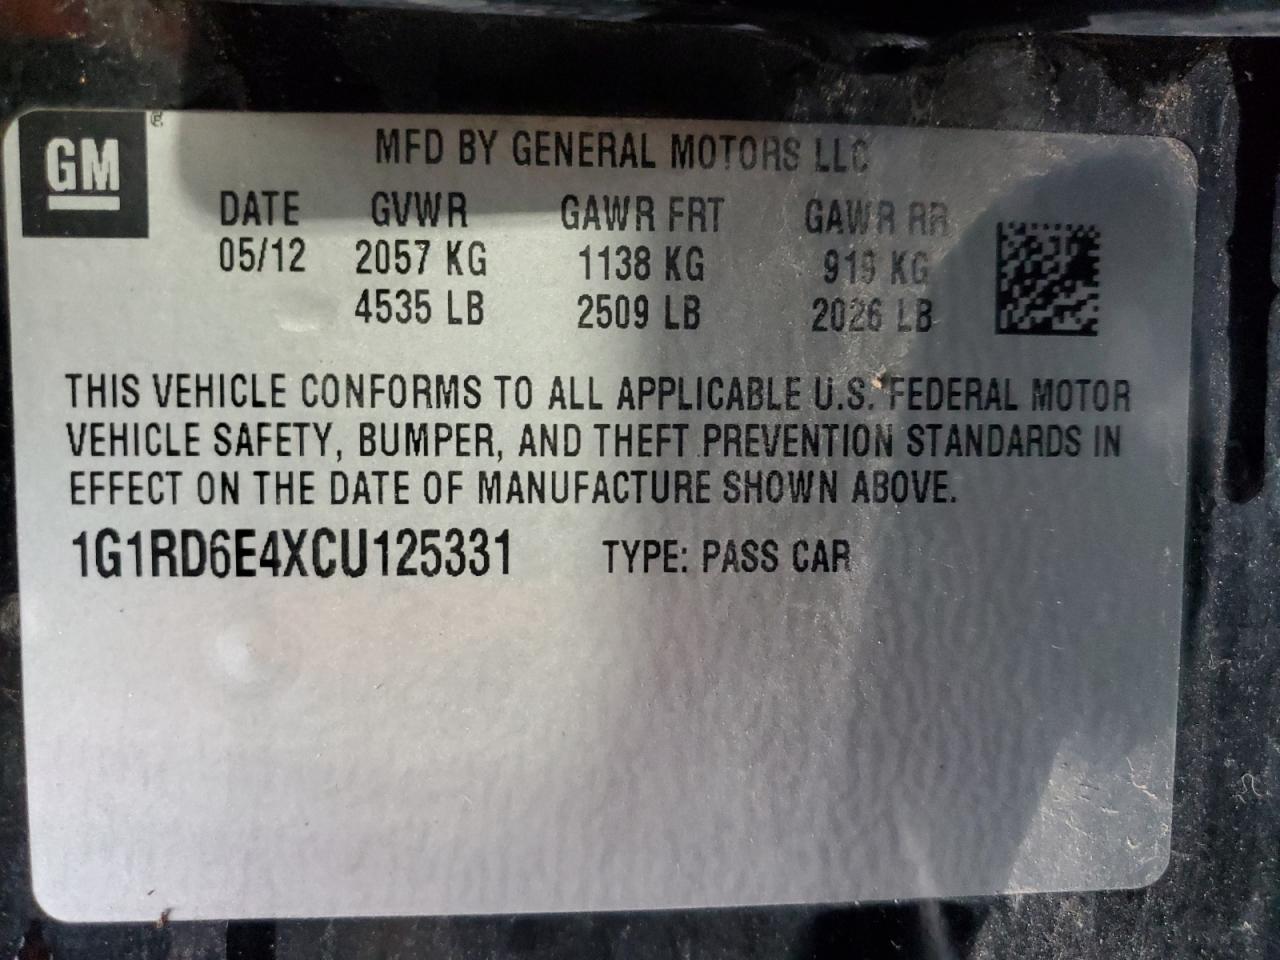 GM
MFD BY GENERAL MOTORS LLC
DATE GVWR GAWR FRT GAWR RR
05/12 2057 KG 1138 KG 919 KG
4535 LB 2509 LB 2026 LB
THIS VEHICLE CONFORMS TO ALL APPLICABLE U.S. FEDERAL MOTOR
VEHICLE SAFETY, BUMPER, AND THEFT PREVENTION STANDARDS IN
EFFECT ON THE DATE OF MANUFACTURE SHOWN ABOVE.
1G1RD6E4XCU125331 TYPE: PASS CAR